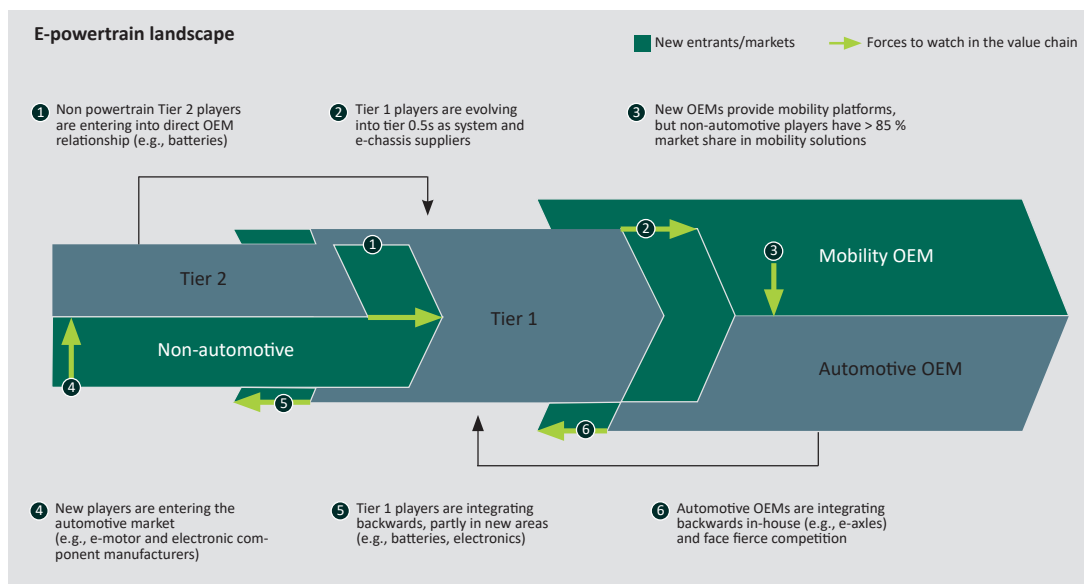 E-powertrain landscape
New entrants/markets
Forces to watch in the value chain
1 Non powertrain Tier 2 players
are entering into direct OEM
relationship (e.g., batteries)
2 Tier 1 players are evolving
into tier 0.5s as system and
e-chassis suppliers
3 New OEMs provide mobility platforms,
but non-automotive players have > 85 %
market share in mobility solutions
1
2
3
Tier 2
Tier 1
Mobility OEM
Non-automotive
Automotive OEM
4
5
6
4 New players are entering the
automotive market
(e.g., e-motor and electronic com-
ponent manufacturers)
5 Tier 1 players are integrating
backwards, partly in new areas
(e.g., batteries, electronics)
6 Automotive OEMs are integrating
backwards in-house (e.g., e-axles)
and face fierce competition